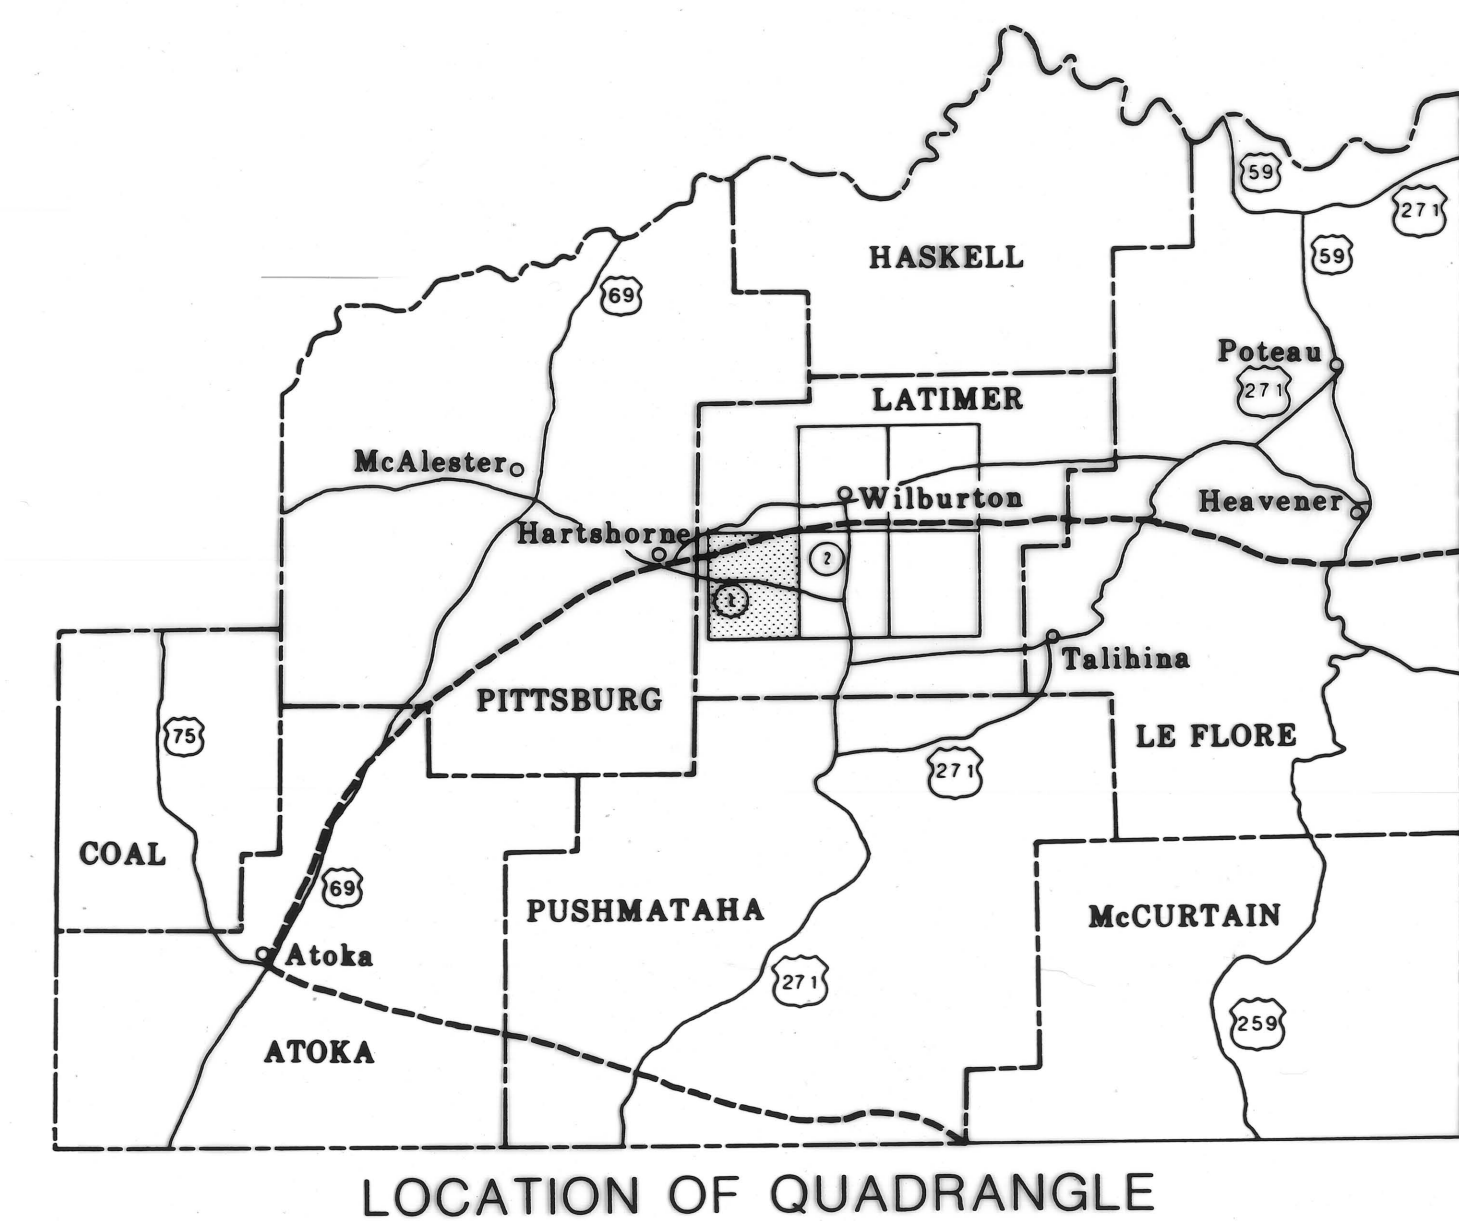 59
271
HASKELL
59
69
Poteau
271
LATIMER
McAlester
Wilburton
Heavener
Hartshorne
2
1
Talihina
PITTSBURG
75
LE FLORE
271
COAL
69
PUSHMATAHA
McCURTAIN
Atoka
271
259
ATOKA
LOCATION OF QUADRANGLE